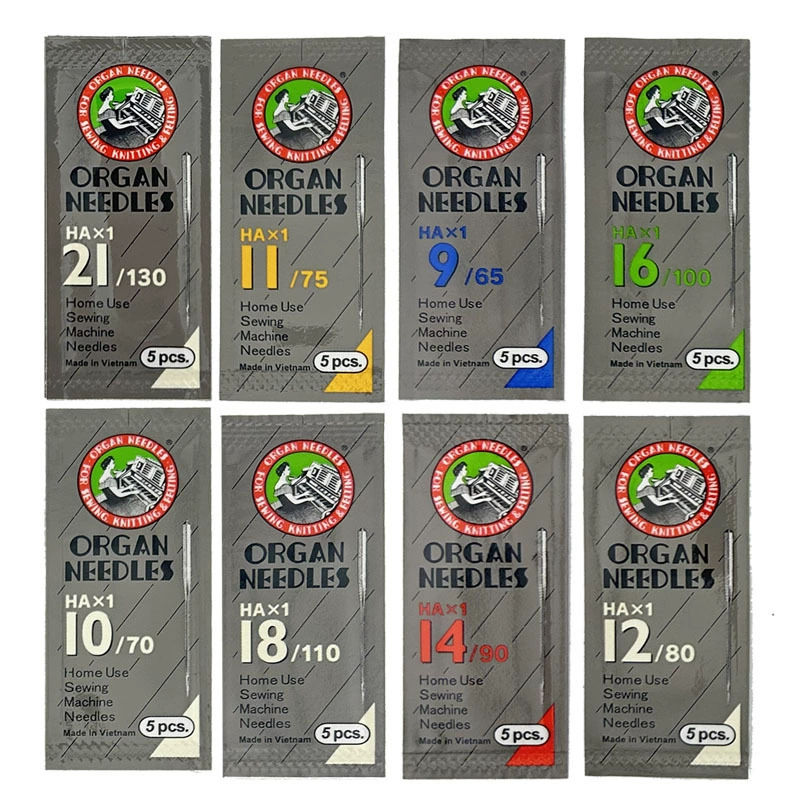 ORGAN NEEDLES
FOR SEWING, KNITTING & FELTING
®
ORGAN
NEEDLES
HA×1
21/130
Home Use
Sewing
Machine
Needles
Made in Vietnam
5 pcs.
ORGAN NEEDLES
FOR SEWING, KNITTING & FELTING
®
ORGAN
NEEDLES
HA×1
11/75
Home Use
Sewing
Machine
Needles
Made in Vietnam
5 pcs.
ORGAN NEEDLES
FOR SEWING, KNITTING & FELTING
®
ORGAN
NEEDLES
HA×1
9/65
Home Use
Sewing
Machine
Needles
Made in Vietnam
5 pcs.
ORGAN NEEDLES
FOR SEWING, KNITTING & FELTING
®
ORGAN
NEEDLES
HA×1
16/100
Home Use
Sewing
Machine
Needles
Made in Vietnam
5 pcs.
ORGAN NEEDLES
FOR SEWING, KNITTING & FELTING
®
ORGAN
NEEDLES
HA×1
10/70
Home Use
Sewing
Machine
Needles
Made in Vietnam
5 pcs.
ORGAN NEEDLES
FOR SEWING, KNITTING & FELTING
®
ORGAN
NEEDLES
HA×1
18/110
Home Use
Sewing
Machine
Needles
Made in Vietnam
5 pcs.
ORGAN NEEDLES
FOR SEWING, KNITTING & FELTING
®
ORGAN
NEEDLES
HA×1
14/90
Home Use
Sewing
Machine
Needles
Made in Vietnam
5 pcs.
ORGAN NEEDLES
FOR SEWING, KNITTING & FELTING
®
ORGAN
NEEDLES
HA×1
12/80
Home Use
Sewing
Machine
Needles
Made in Vietnam
5 pcs.